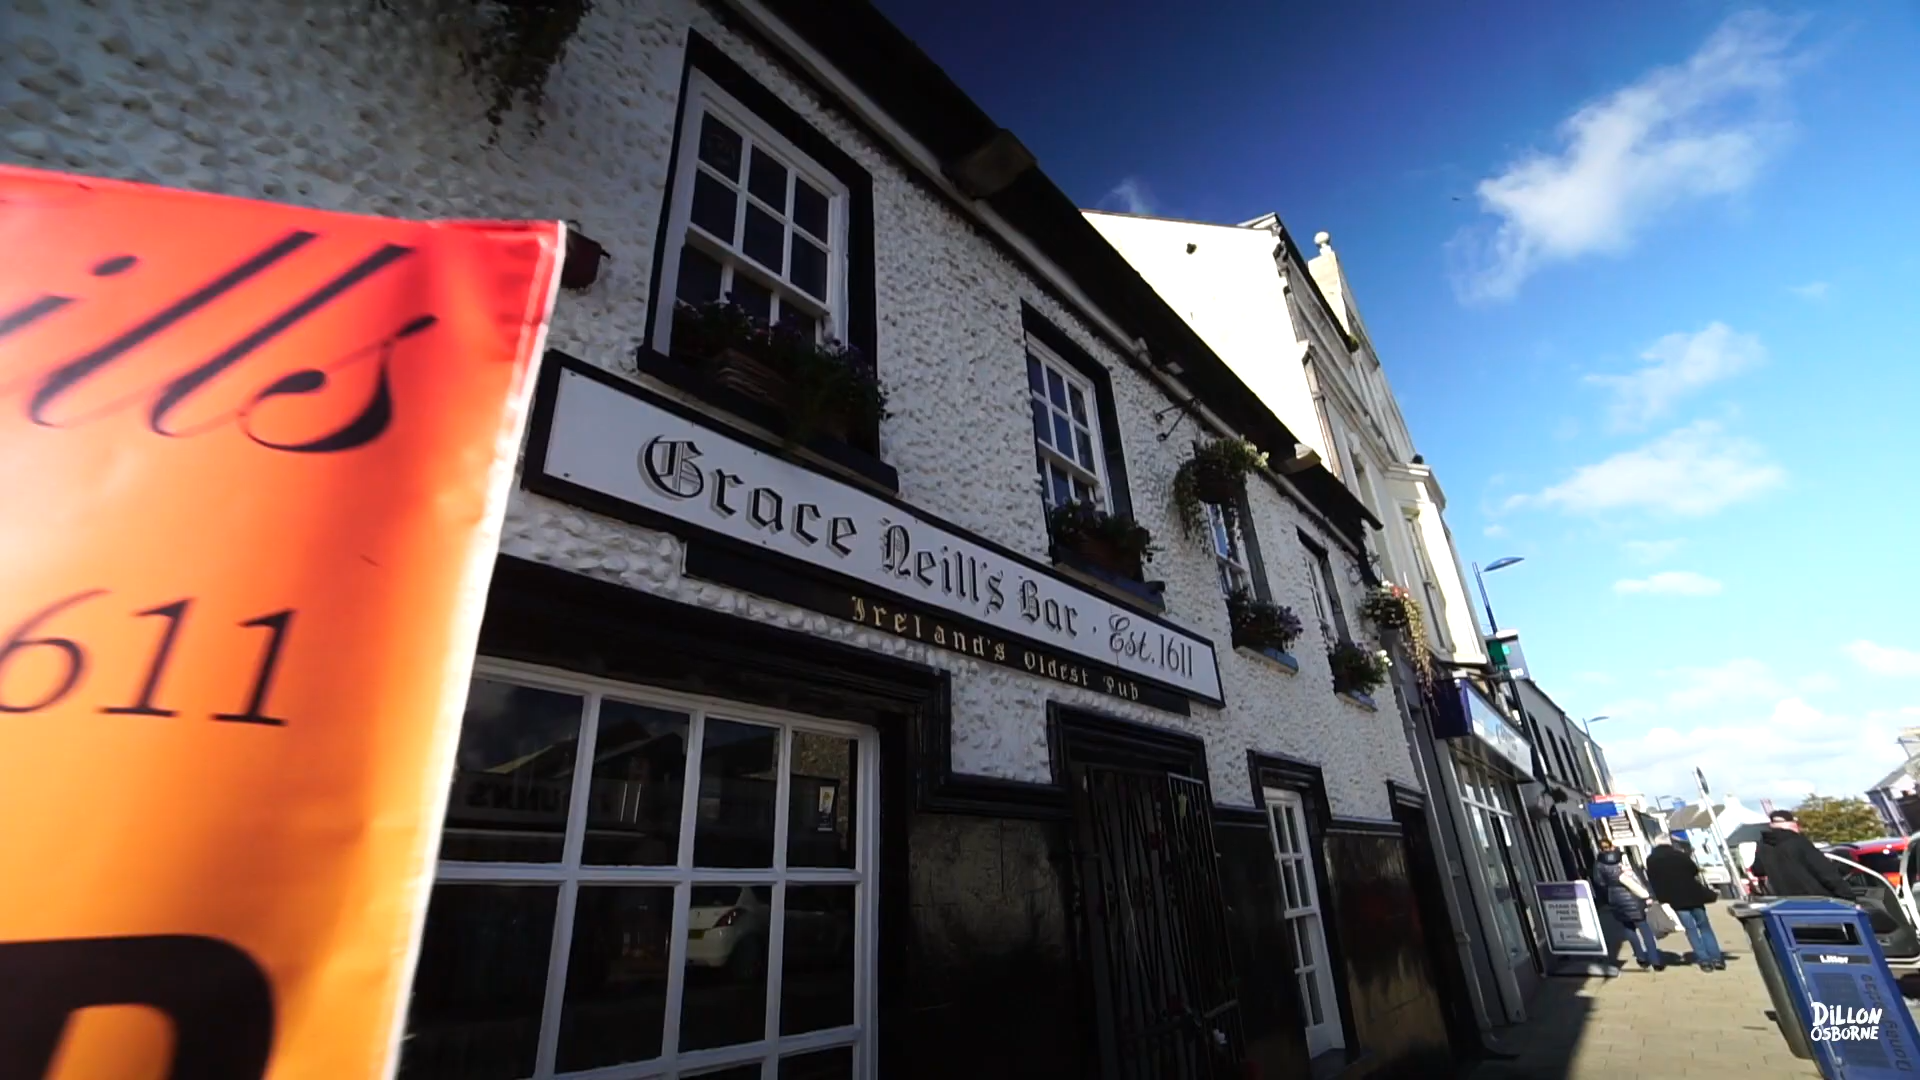 ills
611
Grace Neill's Bar · Est. 1611
Ireland's Oldest Pub
Litter
DILLON
OSBORNE